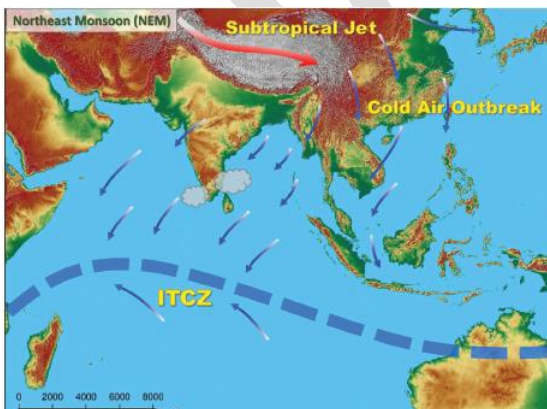 Northeast Monsoon (NEM)
Subtropical Jet
Cold Air Outbreak
ITCZ
0 2000 4000 6000 8000